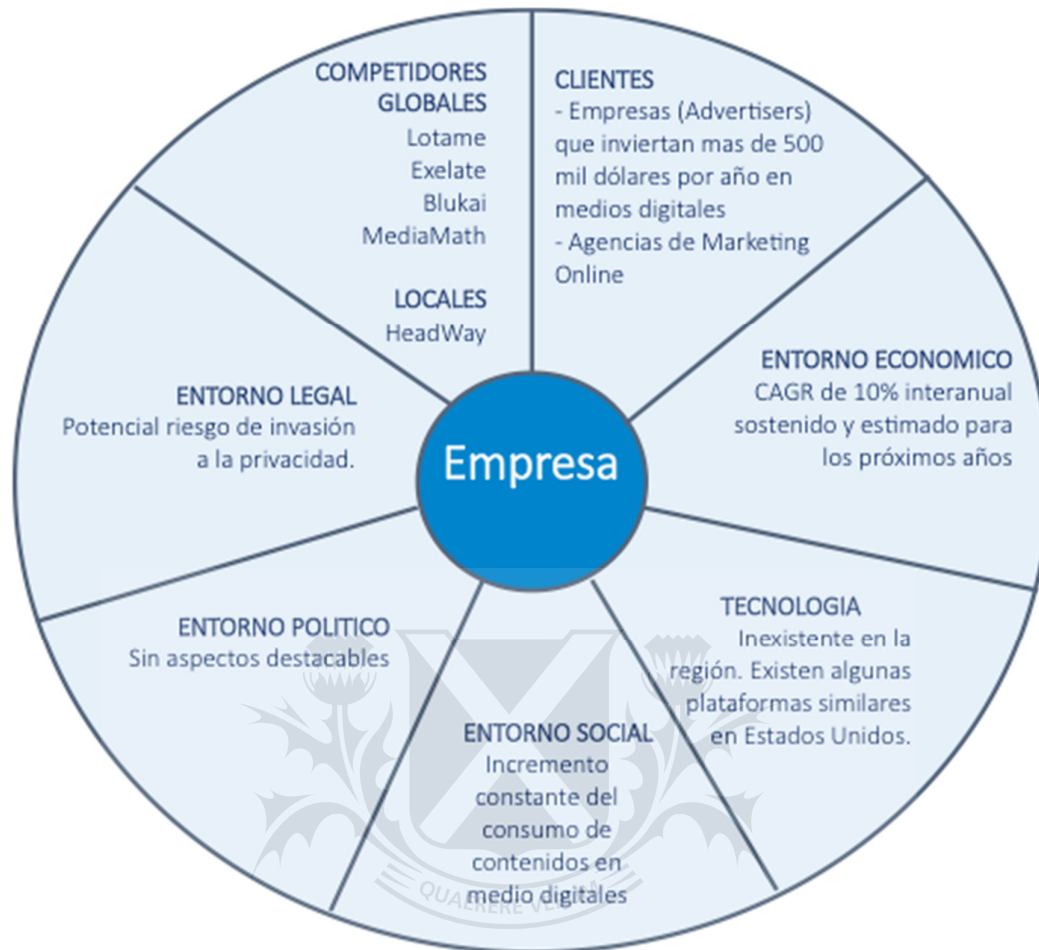 COMPETIDORES
GLOBALES
Lotame
Exelate
Blukai
MediaMath
LOCALES
HeadWay
CLIENTES
- Empresas (Advertisers)
que inviertan mas de 500
mil dólares por año en
medios digitales
- Agencias de Marketing
Online
ENTORNO ECONOMICO
CAGR de 10% interanual
sostenido y estimado para
los próximos años
ENTORNO LEGAL
Potencial riesgo de invasión
a la privacidad.
Empresa
TECNOLOGIA
Inexistente en la
región. Existen algunas
plataformas similares
en Estados Unidos.
ENTORNO POLITICO
Sin aspectos destacables
ENTORNO SOCIAL
Incremento
constante del
consumo de
contenidos en
medio digitales
QUAERERE